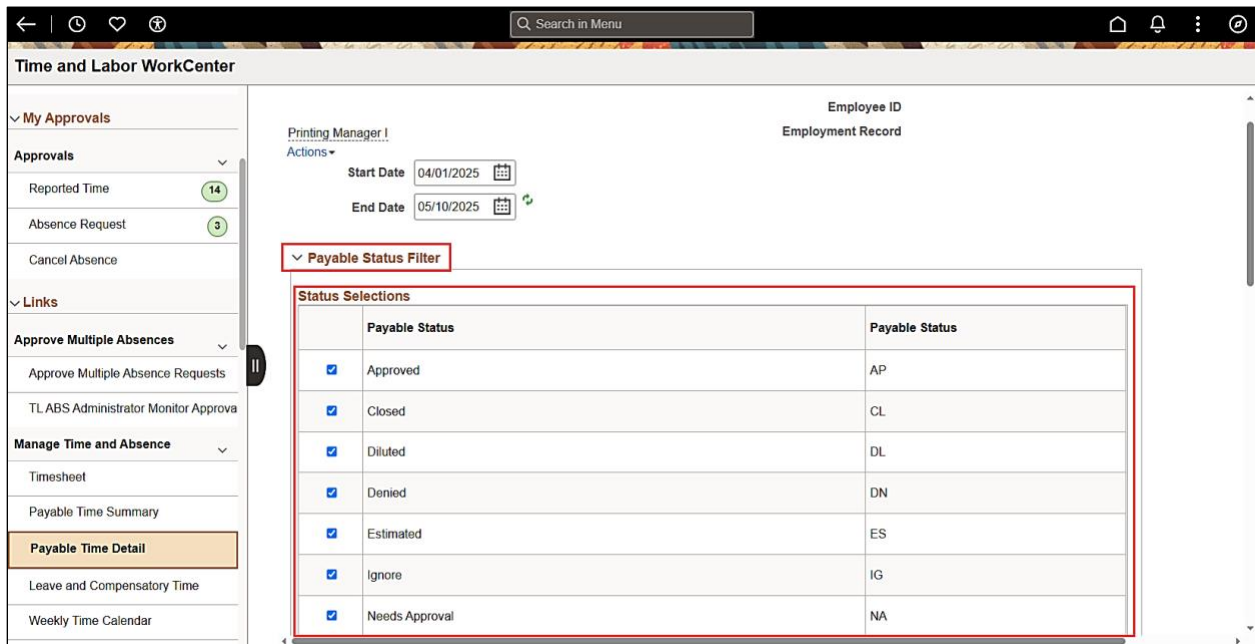 Search in Menu
Time and Labor WorkCenter
My Approvals
Approvals
Reported Time 14
Absence Request 3
Cancel Absence
Links
Approve Multiple Absences
Approve Multiple Absence Requests
TL ABS Administrator Monitor Approva
Manage Time and Absence
Timesheet
Payable Time Summary
Payable Time Detail
Leave and Compensatory Time
Weekly Time Calendar
Employee ID
Printing Manager I
Employment Record
Actions
Start Date 04/01/2025
End Date 05/10/2025
Payable Status Filter
Status Selections
Payable Status Payable Status
Approved AP
Closed CL
Diluted DL
Denied DN
Estimated ES
Ignore IG
Needs Approval NA